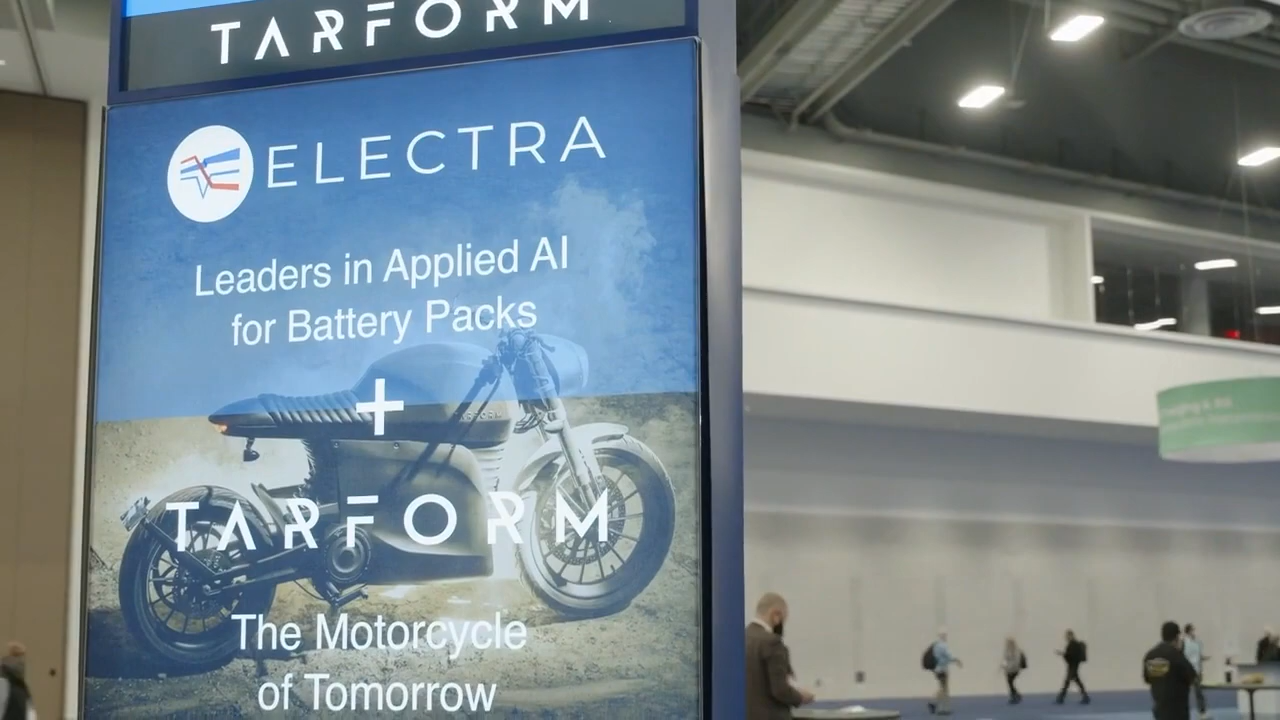 TARFORM
ELECTRA
Leaders in Applied AI
for Battery Packs
+
TARFORM
The Motorcycle
of Tomorrow